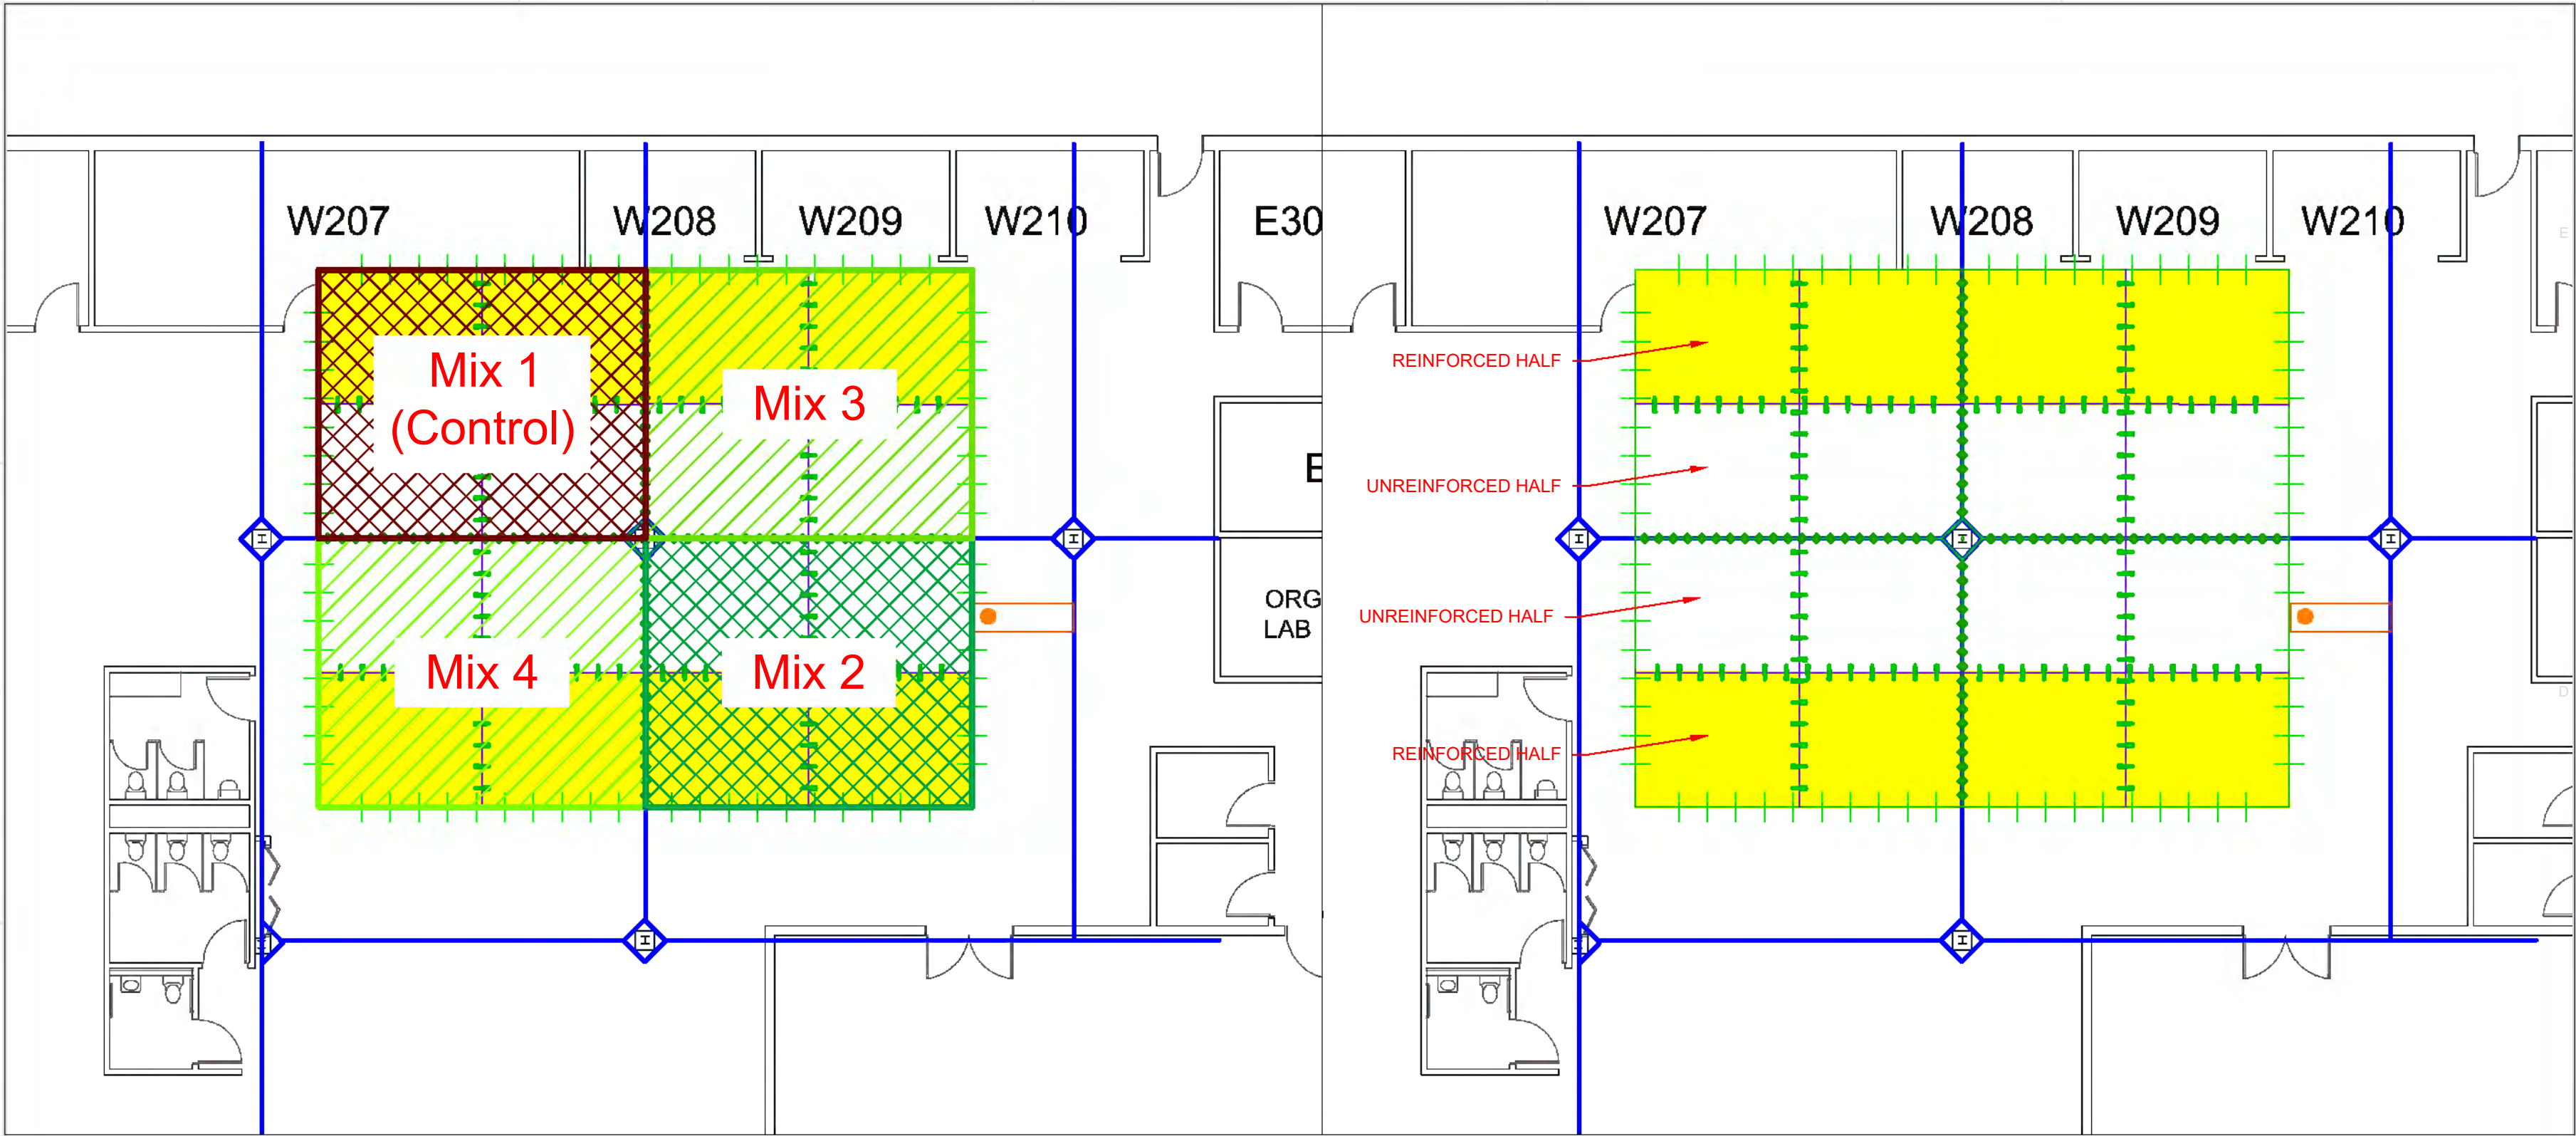 W207
W208
W209
W210
E30
Mix 1
(Control)
Mix 3
Mix 4
Mix 2
E
ORG
LAB
W207
W208
W209
W210
REINFORCED HALF
UNREINFORCED HALF
UNREINFORCED HALF
REINFORCED HALF
E
D